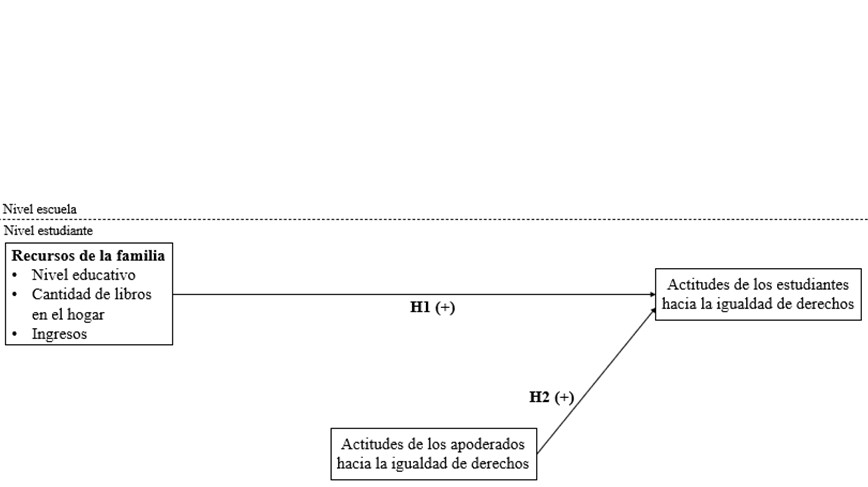 Nivel escuela
Nivel estudiante
Recursos de la familia
• Nivel educativo
• Cantidad de libros
en el hogar
• Ingresos
H1 (+)
Actitudes de los estudiantes
hacia la igualdad de derechos
H2 (+)
Actitudes de los apoderados
hacia la igualdad de derechos